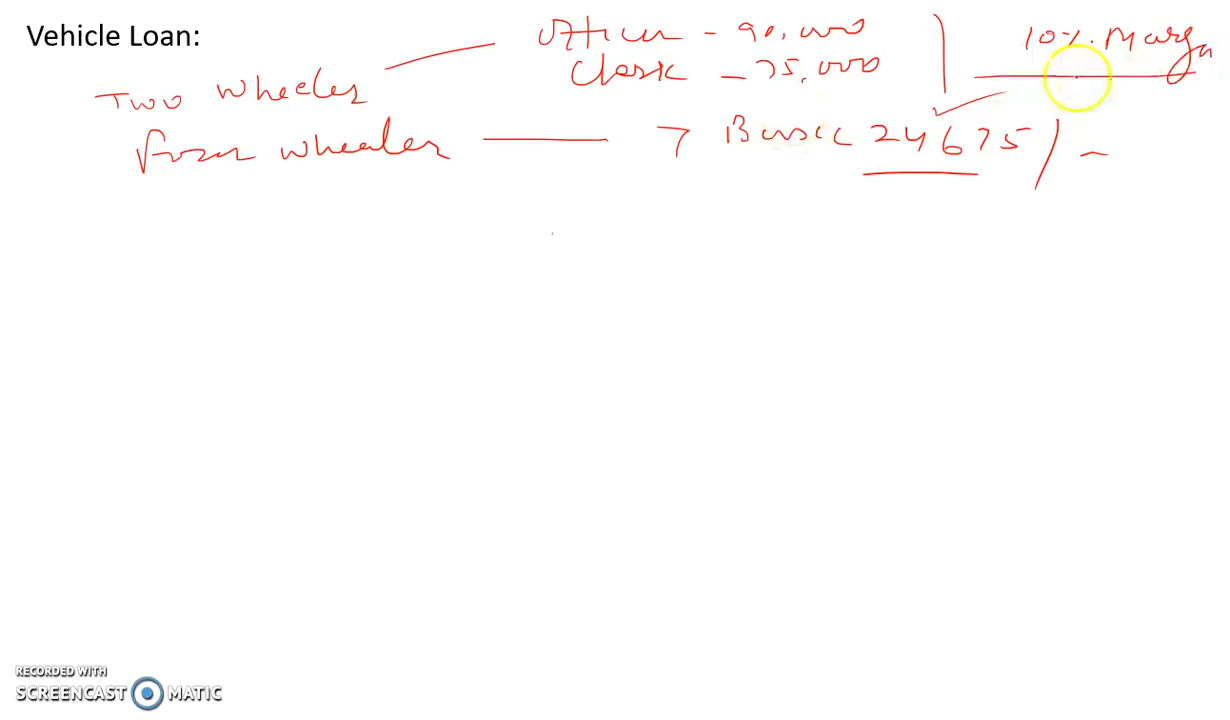 Vehicle Loan:
Officer - 90,000
Clerk - 75,000
10% Margin
Two wheeler
Four wheeler
7 Basic 24675/-
RECORDED WITH
SCREENCAST MATIC